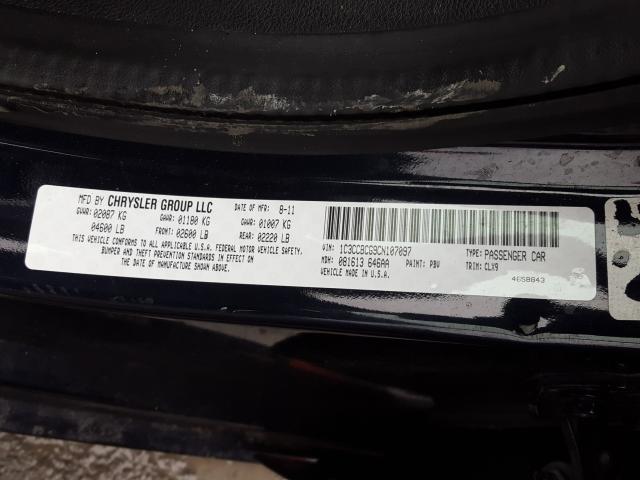 MFD BY CHRYSLER GROUP LLC DATE OF MFR 8-11
GVWR: 02087 KG GAWR: 01180 KG GAWR: 01007 KG
04600 LB FRONT: 02600 LB REAR: 02220 LB
THIS VEHICLE CONFORMS TO ALL APPLICABLE U.S.A. FEDERAL MOTOR VEHICLE SAFETY,
BUMPER AND THEFT PREVENTION STANDARDS IN EFFECT ON
THE DATE OF MANUFACTURE SHOWN ABOVE.
VIN: 1C3CCBCG9CN107097 TYPE: PASSENGER CAR
MDH: 081613 646AA PAINT: PBV TRIM: CLX9
MADE IN U.S.A. 4658843